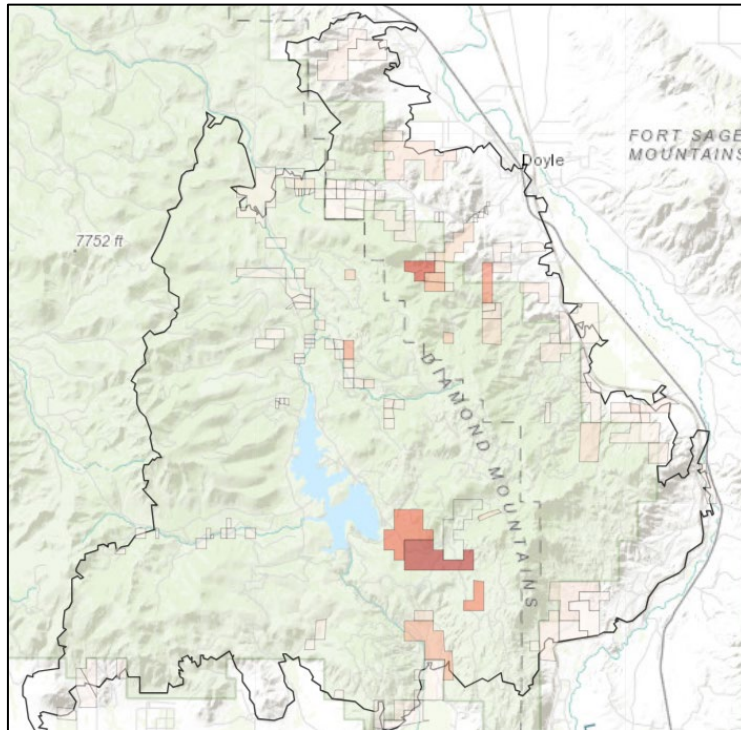 FORT SAGE
MOUNTAINS
Doyle
7752 ft
DIAMOND MOUNTAINS
L